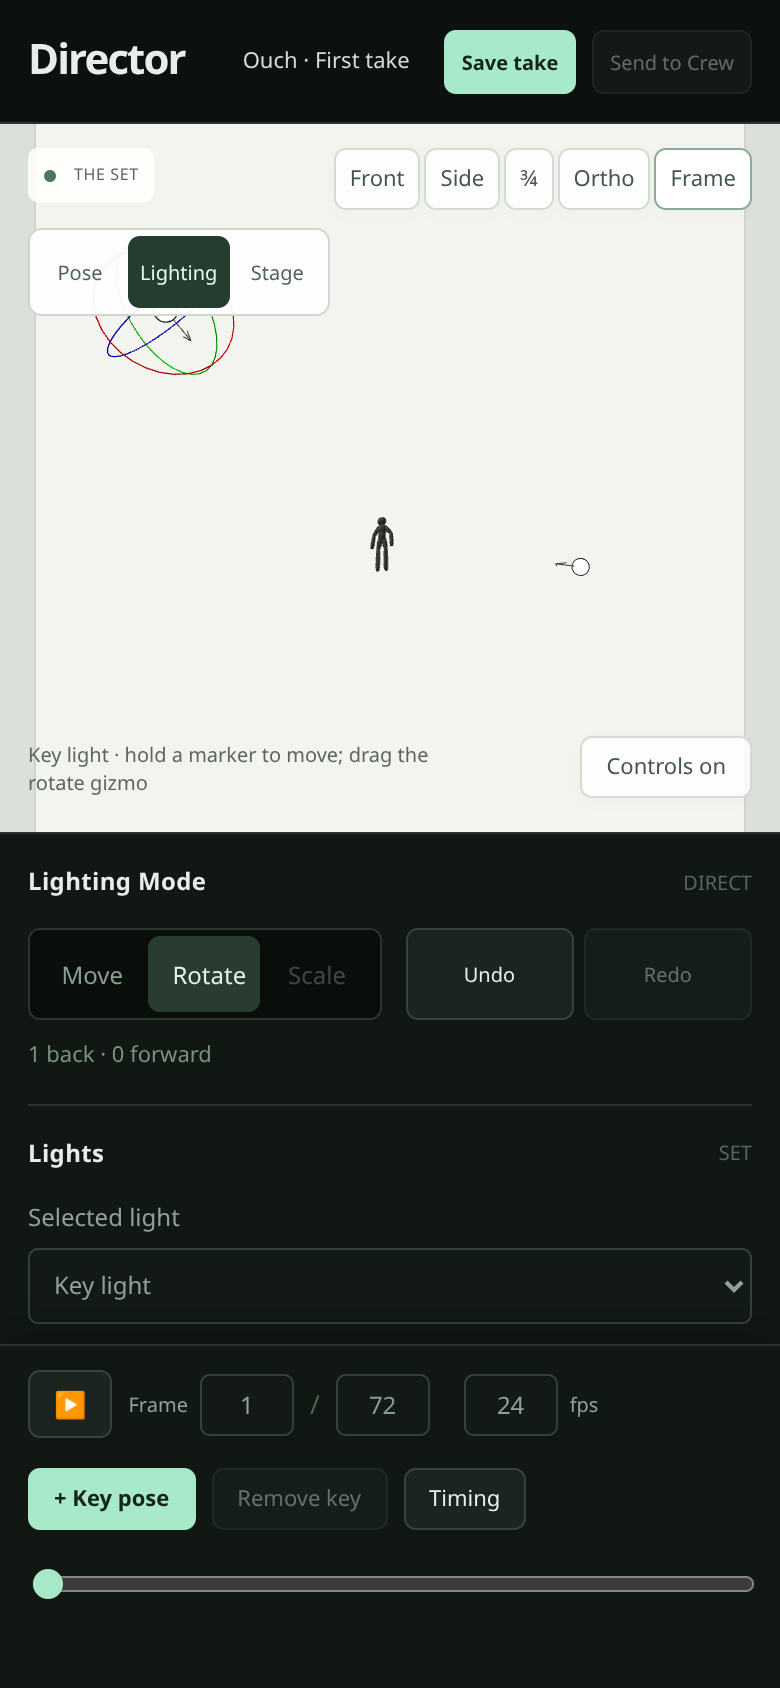 Director
Ouch · First take
Save take
Send to Crew
THE SET
Front
Side
¾
Ortho
Frame
Pose
Lighting
Stage
Key light · hold a marker to move; drag the
rotate gizmo
Controls on
Lighting Mode
DIRECT
Move
Rotate
Scale
Undo
Redo
1 back · 0 forward
Lights
SET
Selected light
Key light
Frame
1
/
72
24
fps
+ Key pose
Remove key
Timing